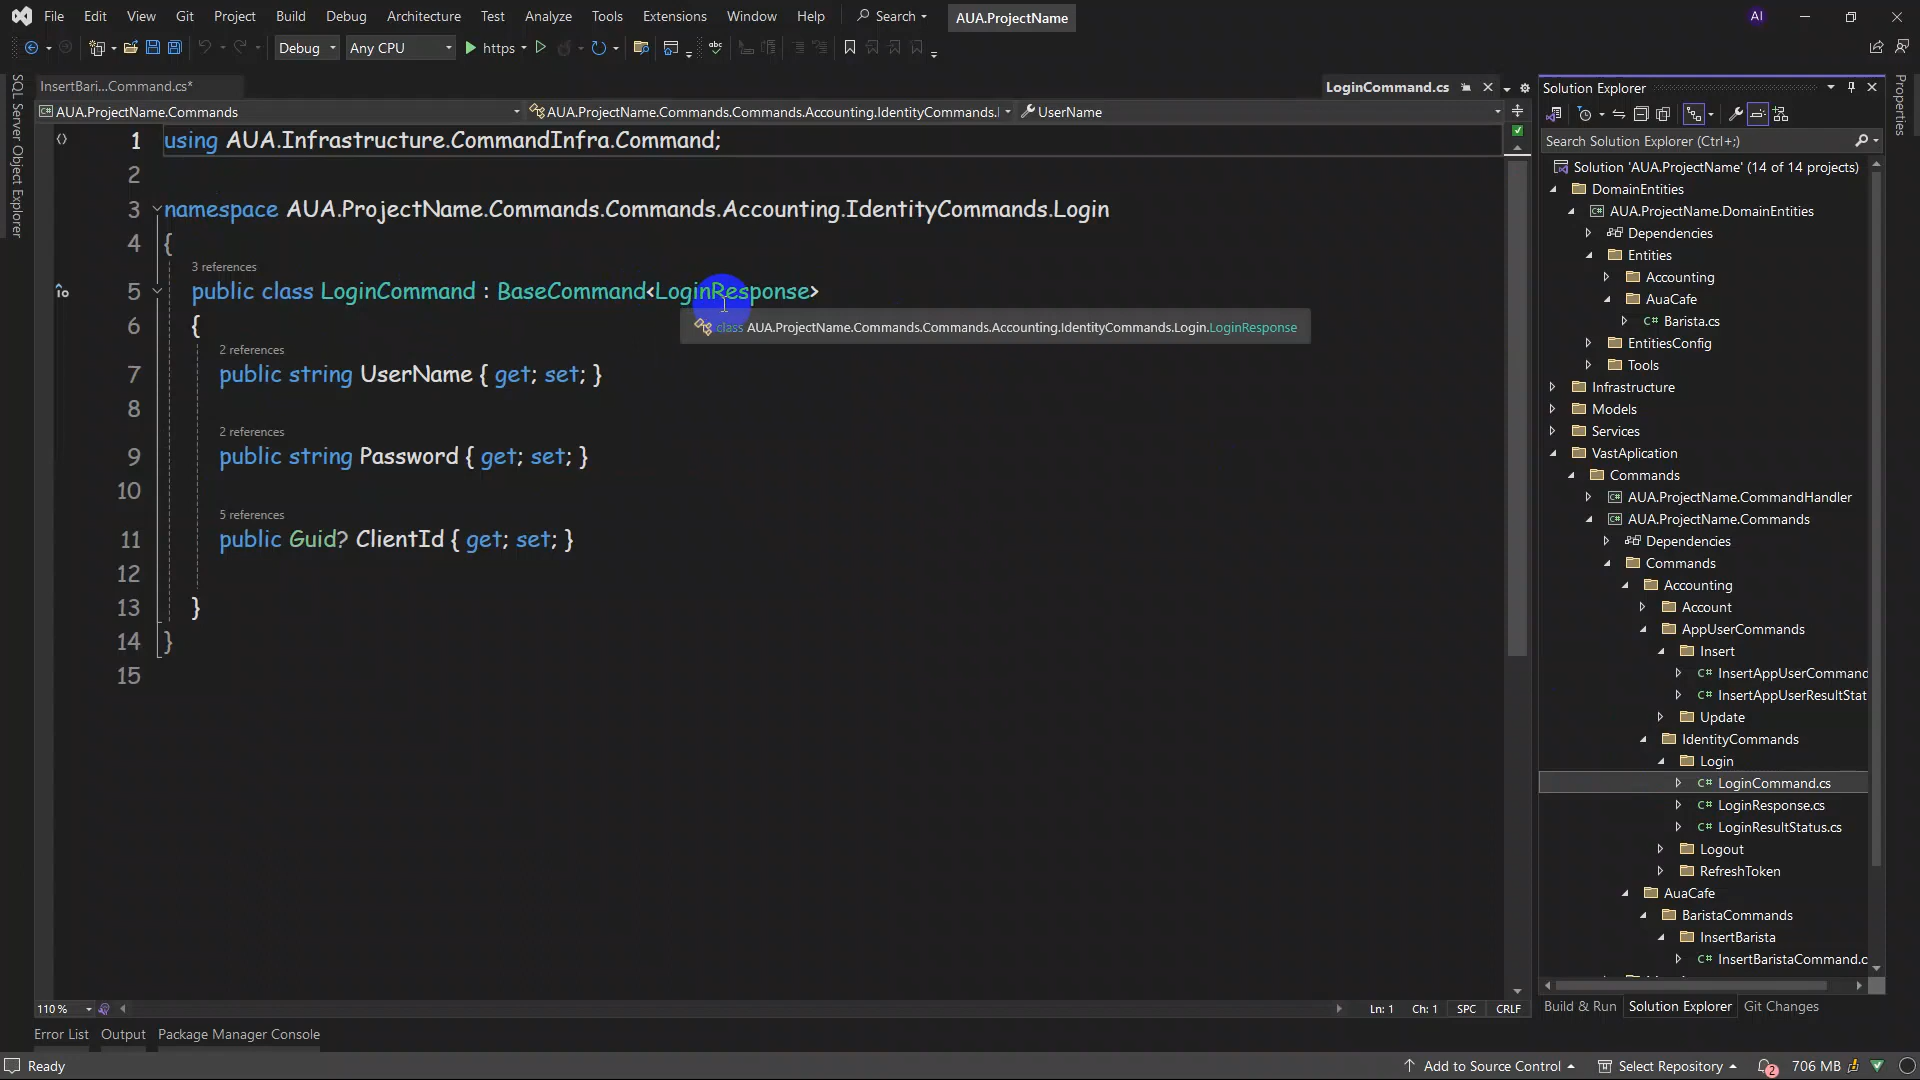 File Edit View Git Project Build Debug Architecture Test Analyze Tools Extensions Window Help Search AUA.ProjectName AI
Debug Any CPU https
InsertBari...Command.cs* LoginCommand.cs
AUA.ProjectName.Commands AUA.ProjectName.Commands.Commands.Accounting.IdentityCommands.l UserName
SQL Server Object Explorer
1 using AUA.Infrastructure.CommandInfra.Command;
2
3 namespace AUA.ProjectName.Commands.Commands.Accounting.IdentityCommands.Login
4 {
3 references
5 public class LoginCommand : BaseCommand<LoginResponse>
6 {
class AUA.ProjectName.Commands.Commands.Accounting.IdentityCommands.Login.LoginResponse
2 references
7 public string UserName { get; set; }
8
2 references
9 public string Password { get; set; }
10
5 references
11 public Guid? ClientId { get; set; }
12
13 }
14 }
15
110 % Ln: 1 Ch: 1 SPC CRLF
Error List Output Package Manager Console
Solution Explorer
Search Solution Explorer (Ctrl+;)
Solution 'AUA.ProjectName' (14 of 14 projects)
DomainEntities
C# AUA.ProjectName.DomainEntities
Dependencies
Entities
Accounting
AuaCafe
C# Barista.cs
EntitiesConfig
Tools
Infrastructure
Models
Services
VastAplication
Commands
C# AUA.ProjectName.CommandHandler
C# AUA.ProjectName.Commands
Dependencies
Commands
Accounting
Account
AppUserCommands
Insert
C# InsertAppUserCommand
C# InsertAppUserResultStat
Update
IdentityCommands
Login
C# LoginCommand.cs
C# LoginResponse.cs
C# LoginResultStatus.cs
Logout
RefreshToken
AuaCafe
BaristaCommands
InsertBarista
C# InsertBaristaCommand.c
Build & Run Solution Explorer Git Changes
Properties
Ready Add to Source Control Select Repository 2 706 MB